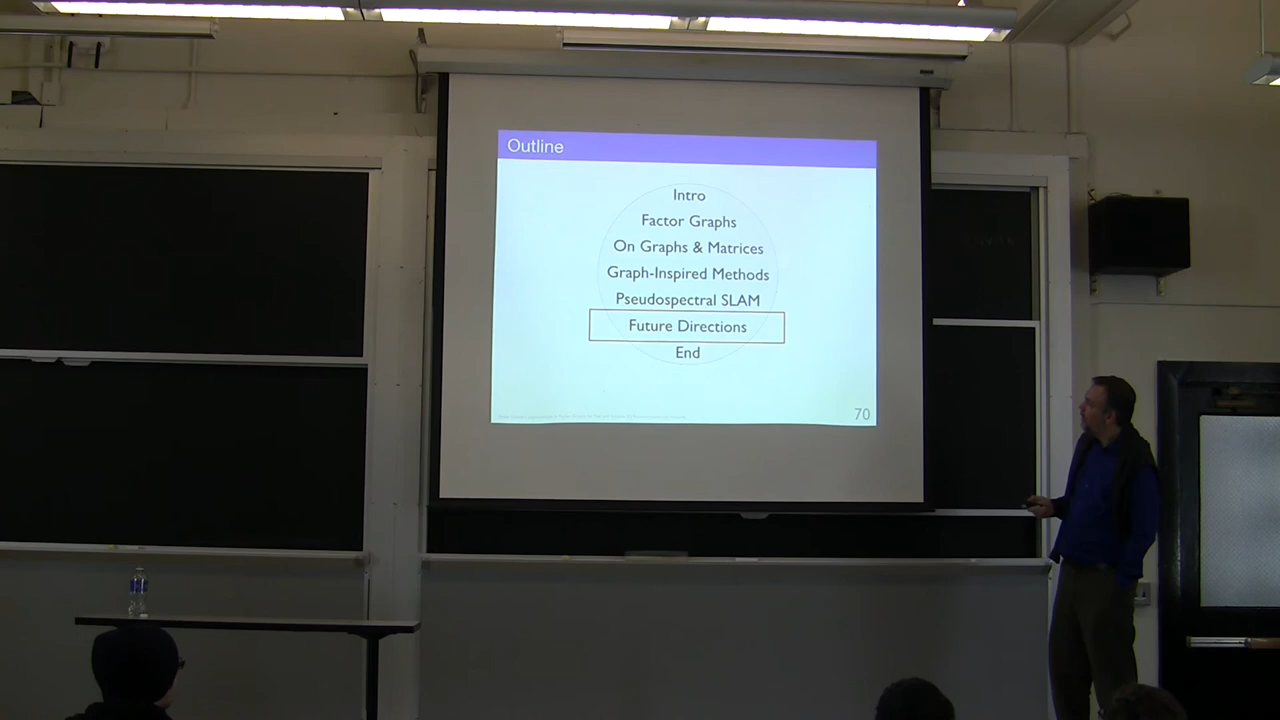 Outline
Intro
Factor Graphs
On Graphs & Matrices
Graph-Inspired Methods
Pseudospectral SLAM
Future Directions
End
70